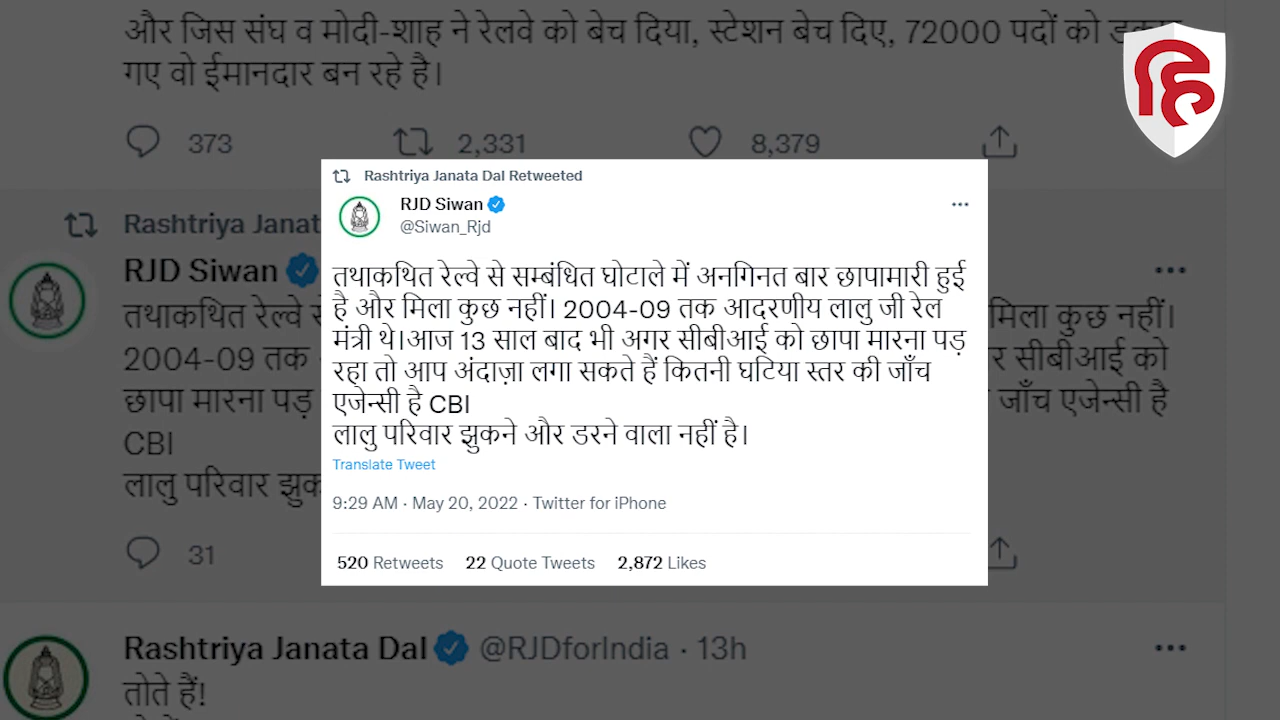 और जिस संघ व मोदी-शाह ने रेलवे को बेच दिया, स्टेशन बेच दिए, 72000 पदों को
गए वो ईमानदार बन रहे है।
373 2,331 8,379
हि
Rashtriya Janata Dal Retweeted
RJD Siwan
@Siwan_Rjd
तथाकथित रेल्वे से सम्बंधित घोटाले में अनगिनत बार छापामारी हुई
है और मिला कुछ नहीं। 2004-09 तक आदरणीय लालु जी रेल
मंत्री थे।आज 13 साल बाद भी अगर सीबीआई को छापा मारना पड़
रहा तो आप अंदाज़ा लगा सकते हैं कितनी घटिया स्तर की जाँच
एजेन्सी है CBI
लालु परिवार झुकने और डरने वाला नहीं है।
Translate Tweet
9:29 AM · May 20, 2022 · Twitter for iPhone
520 Retweets 22 Quote Tweets 2,872 Likes
Rashtriya Janat
RJD Siwan
तथाकथित रेल्वे मिला कुछ नहीं।
2004-09 तक सीबीआई को
छापा मारना पड़ जाँच एजेन्सी है
CBI
लालु परिवार
31
Rashtriya Janata Dal @RJDforIndia · 13h
तोते हैं!